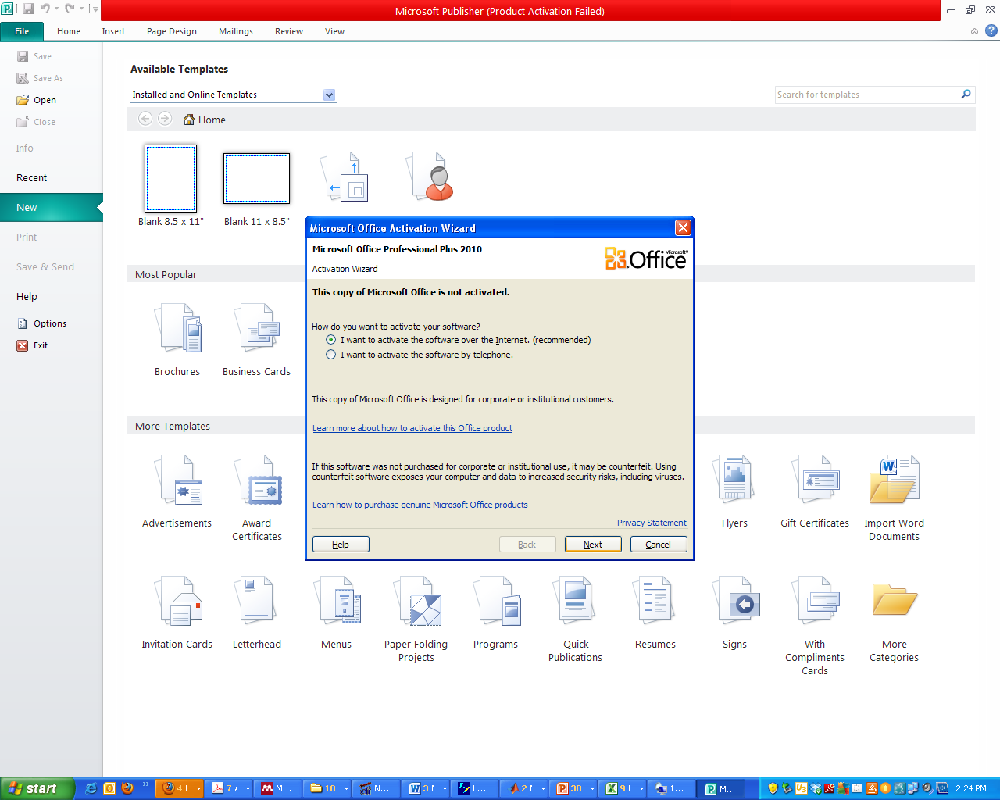 Microsoft Publisher (Product Activation Failed)
File Home Insert Page Design Mailings Review View
Save
Save As
Open
Close
Info
Recent
New
Print
Save & Send
Help
Options
Exit
Available Templates
Installed and Online Templates
Search for templates
Home
Blank 8.5 x 11"
Blank 11 x 8.5"
Most Popular
Brochures
Business Cards
More Templates
Advertisements
Award
Certificates
Flyers
Gift Certificates
Import Word
Documents
Invitation Cards
Letterhead
Menus
Paper Folding
Projects
Programs
Quick
Publications
Resumes
Signs
With
Compliments
Cards
More
Categories
Microsoft Office Activation Wizard
Microsoft Office Professional Plus 2010
Activation Wizard
Microsoft®
Office
This copy of Microsoft Office is not activated.
How do you want to activate your software?
I want to activate the software over the Internet. (recommended)
I want to activate the software by telephone.
This copy of Microsoft Office is designed for corporate or institutional customers.
Learn more about how to activate this Office product
If this software was not purchased for corporate or institutional use, it may be counterfeit. Using
counterfeit software exposes your computer and data to increased security risks, including viruses.
Learn how to purchase genuine Microsoft Office products
Privacy Statement
Help Back Next Cancel
start
4 f 7 M... 10 N... 3 L... 2 30 9 1... M... 2:24 PM